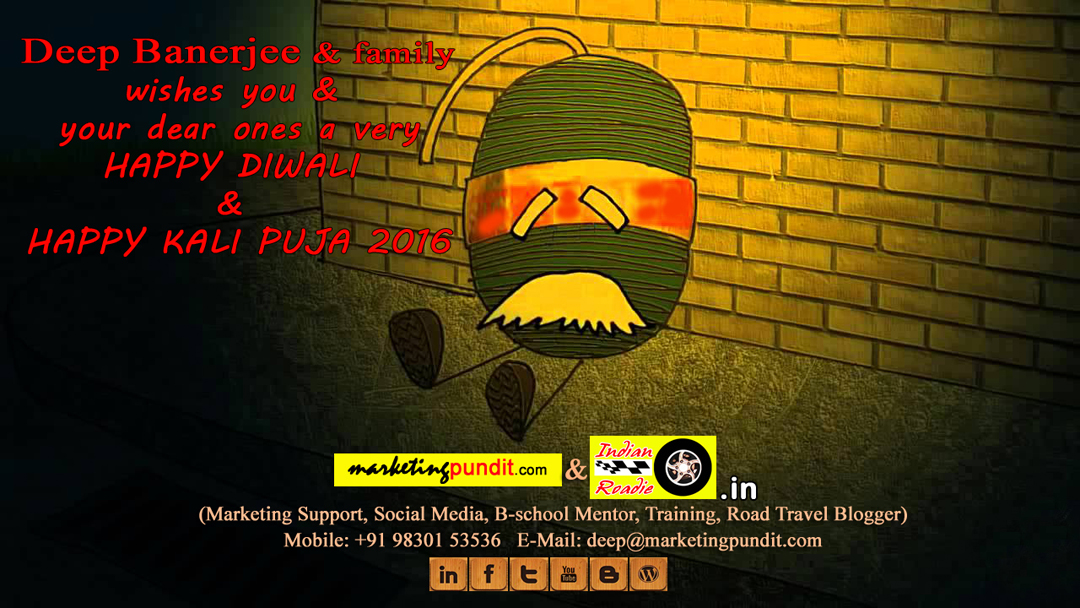 Deep Banerjee & family
wishes you &
your dear ones a very
HAPPY DIWALI
&
HAPPY KALI PUJA 2016
marketingpundit.com & Indian Roadie .in
(Marketing Support, Social Media, B-school Mentor, Training, Road Travel Blogger)
Mobile: +91 98301 53536 E-Mail: deep@marketingpundit.com
in f t You Tube B W